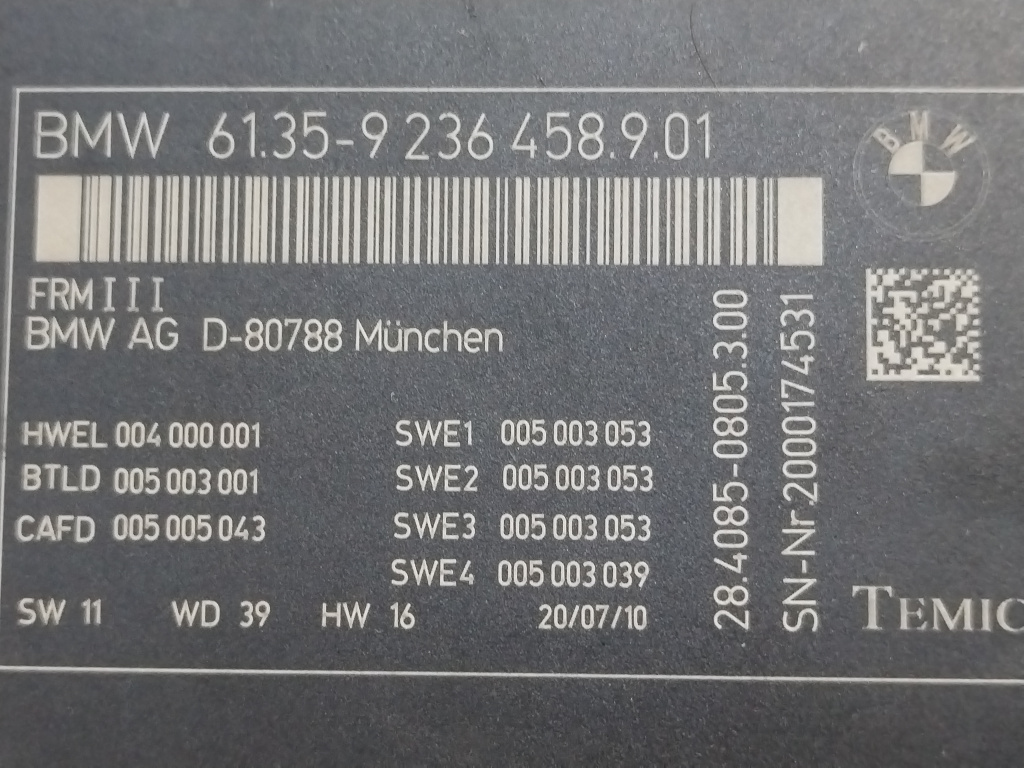 BMW 61.35-9 236 458.9.01
BMW
FRM III
BMW AG D-80788 München
HWEL 004 000 001 SWE1 005 003 053
BTLD 005 003 001 SWE2 005 003 053
CAFD 005 005 043 SWE3 005 003 053
SWE4 005 003 039
SW 11 WD 39 HW 16 20/07/10
28.4085-0805.3.00
SN-Nr.2000174531
TEMIC